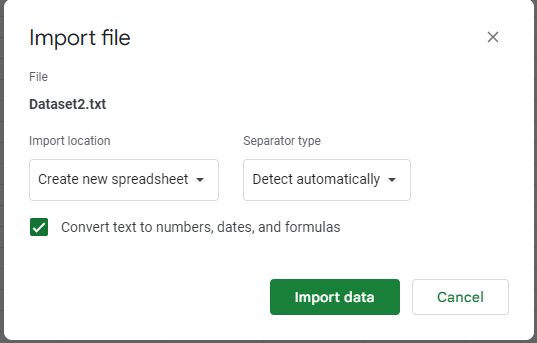 Import file
File
Dataset2.txt
Import location
Separator type
Create new spreadsheet
Detect automatically
Convert text to numbers, dates, and formulas
Import data
Cancel